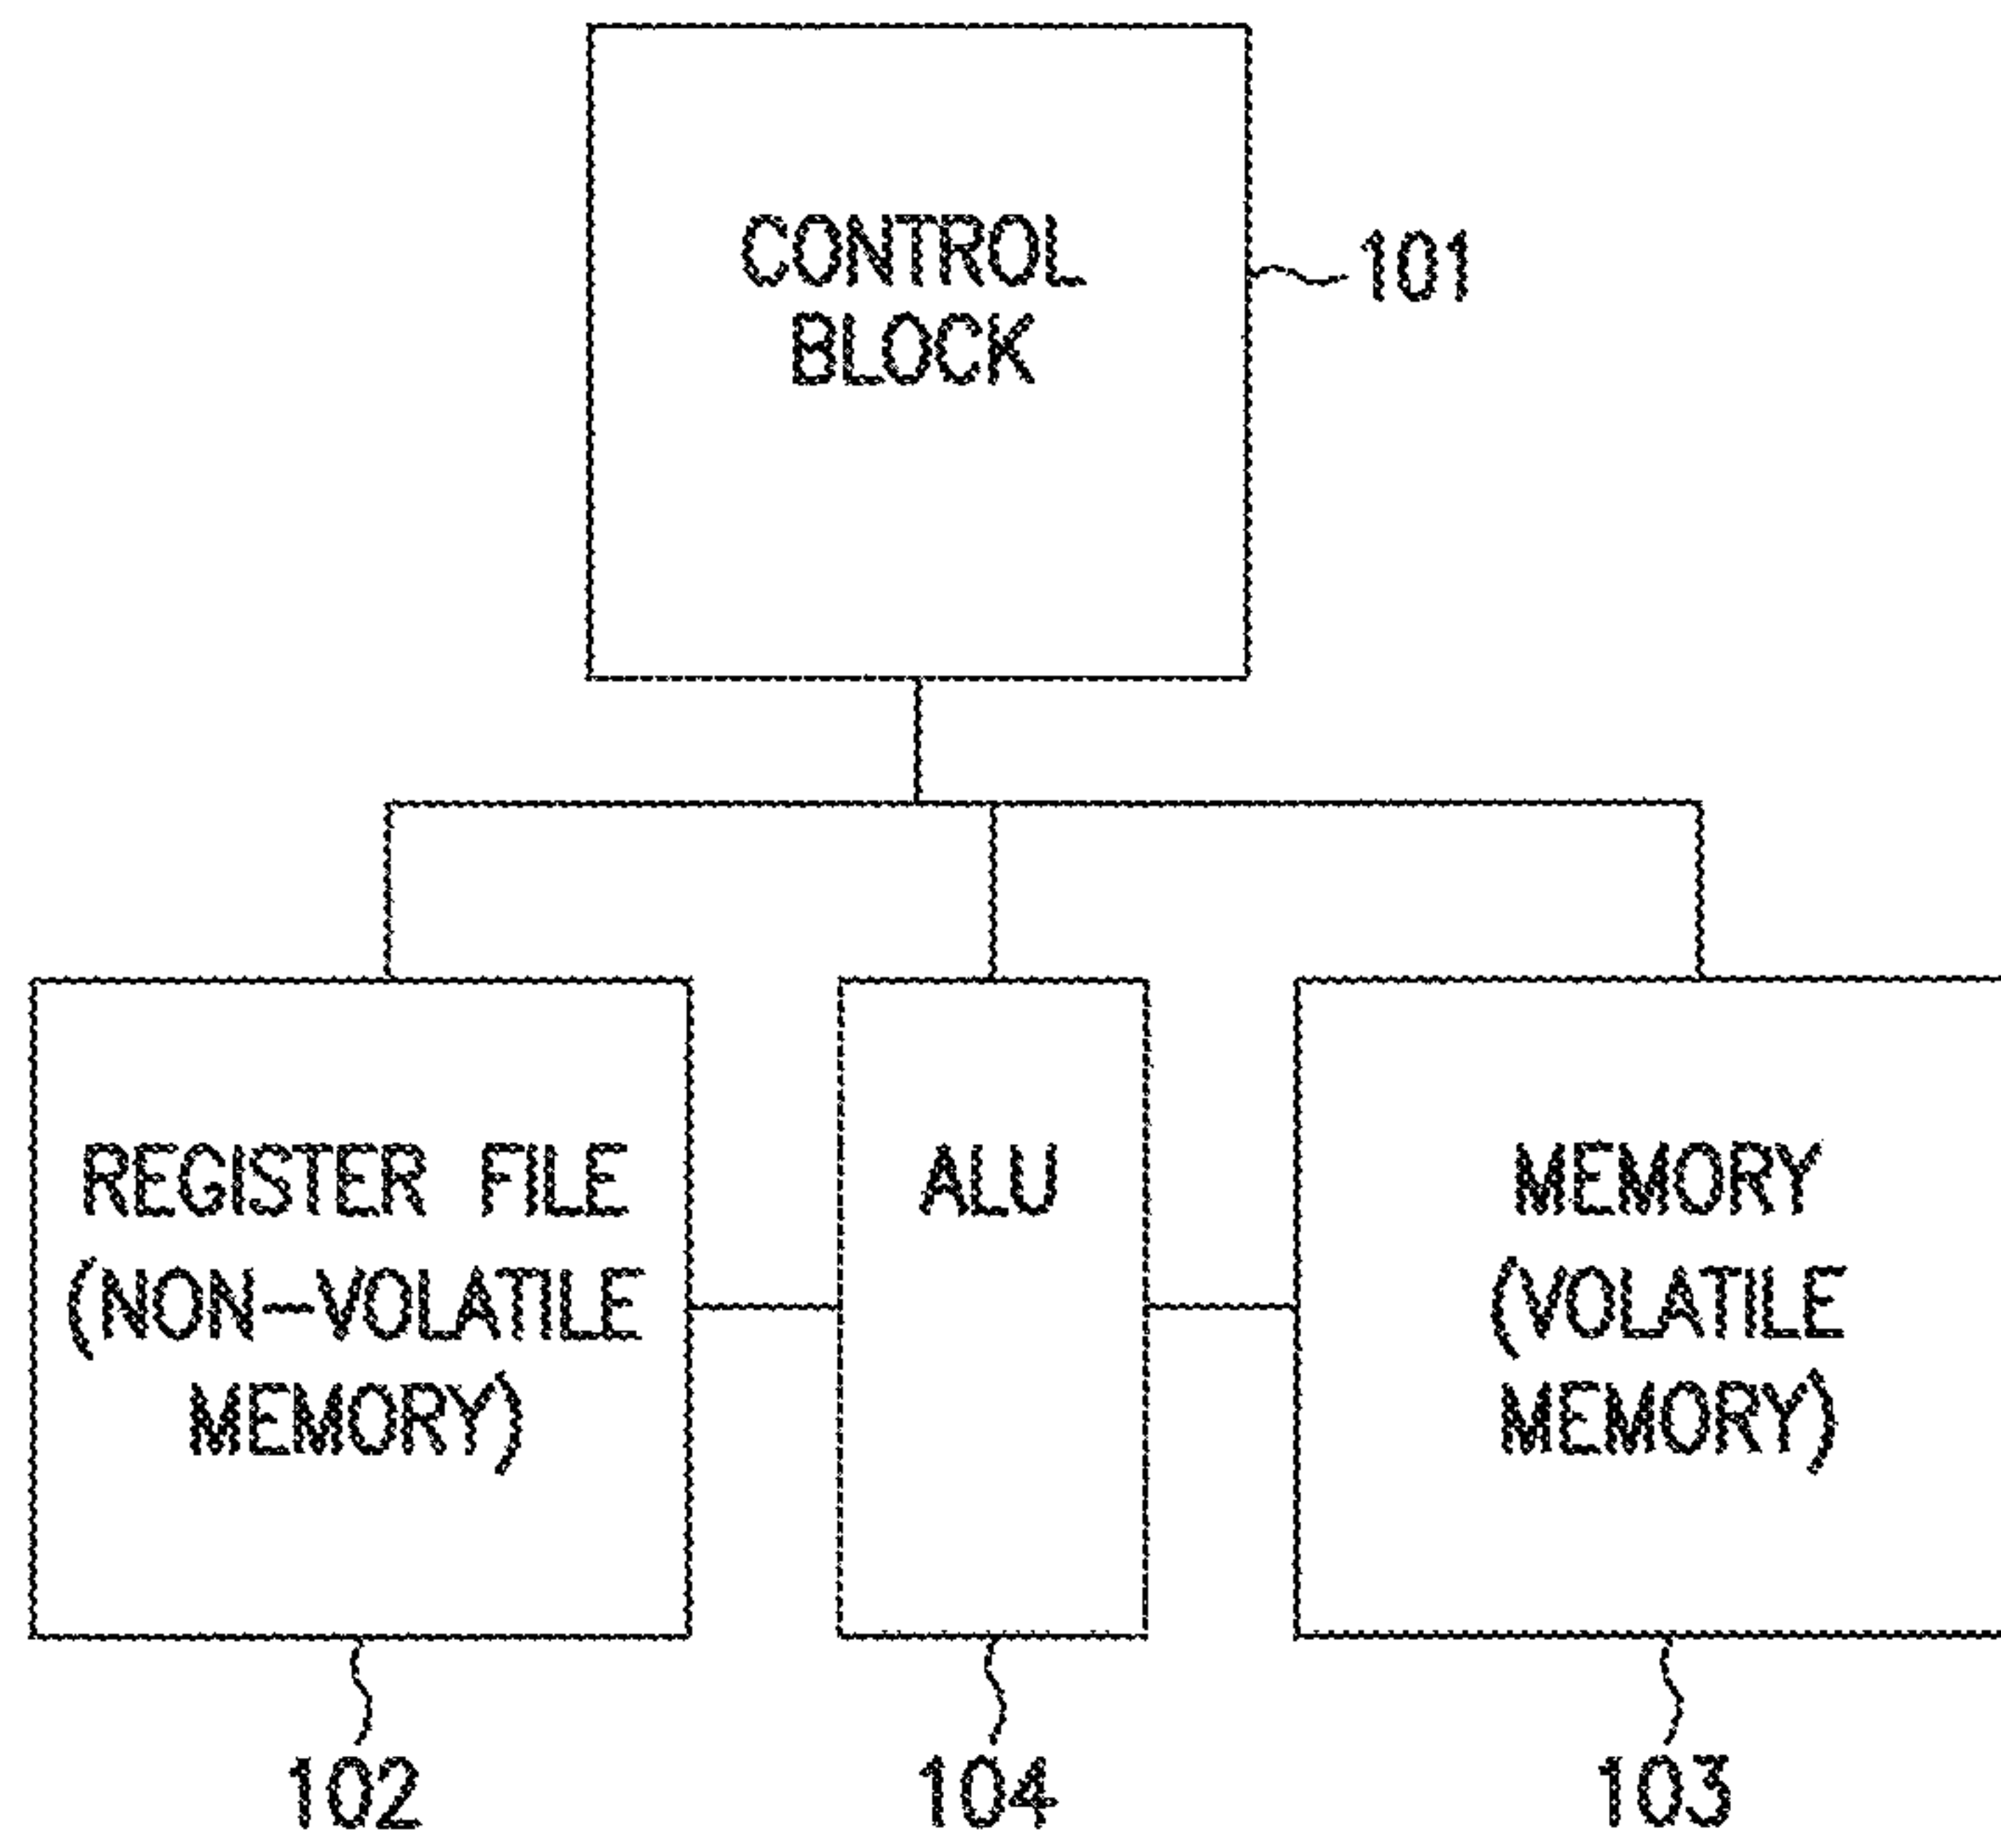 CONTROL
BLOCK
101
REGISTER FILE
(NON-VOLATILE
MEMORY)
ALU
MEMORY
(VOLATILE
MEMORY)
102
104
103